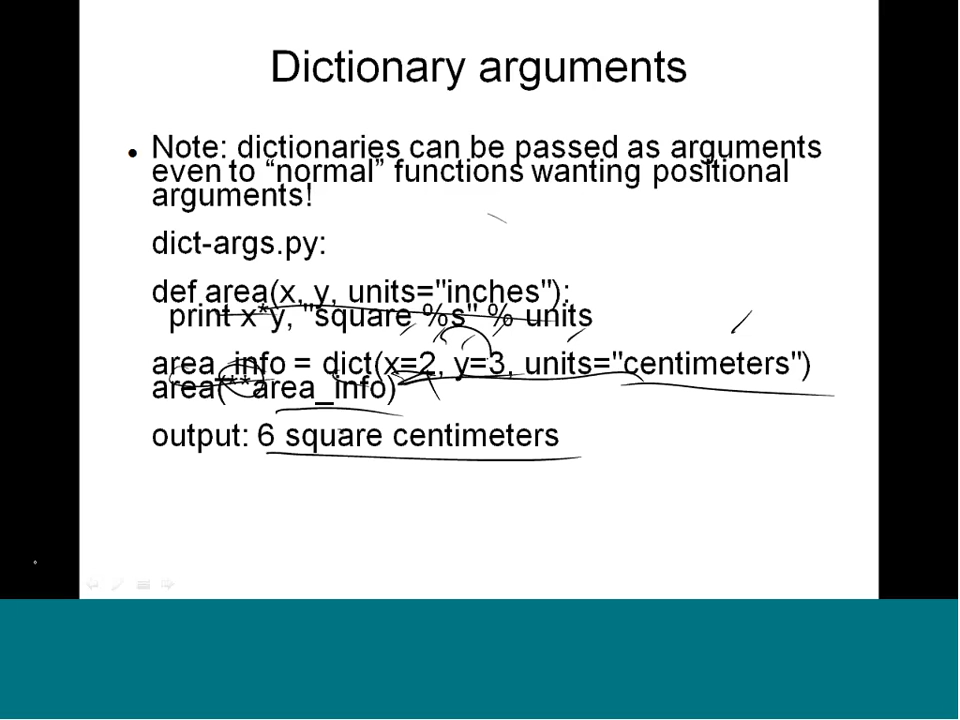 Dictionary arguments
• Note: dictionaries can be passed as arguments
even to “normal” functions wanting positional
arguments!
dict-args.py:
def area(x, y, units="inches"):
print x*y, "square %s" % units
area_info = dict(x=2, y=3, units="centimeters")
area(**area_info)
output: 6 square centimeters